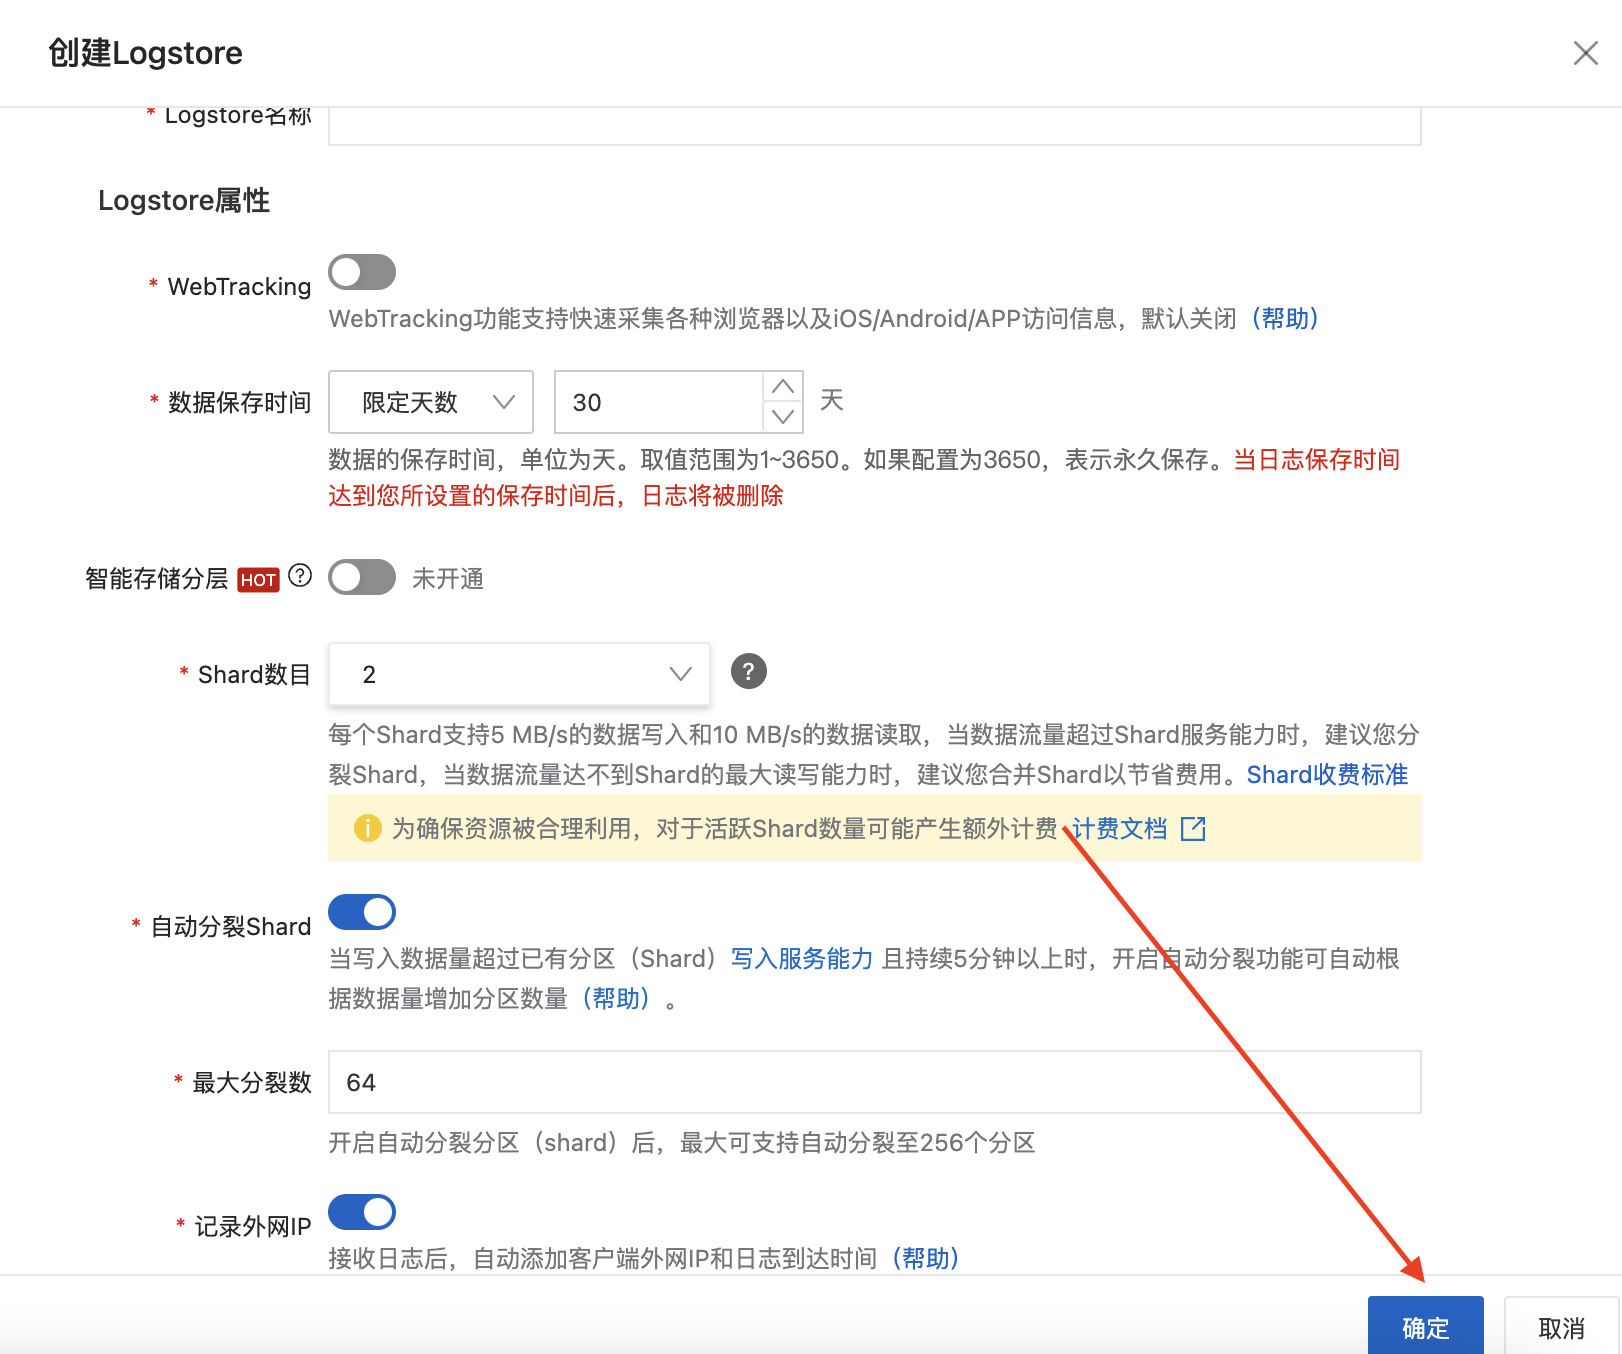 创建Logstore
* Logstore名称
Logstore属性
* WebTracking
WebTracking功能支持快速采集各种浏览器以及iOS/Android/APP访问信息，默认关闭（帮助）
* 数据保存时间 限定天数 30 天
数据的保存时间，单位为天。取值范围为1~3650。如果配置为3650，表示永久保存。当日志保存时间
达到您所设置的保存时间后，日志将被删除
智能存储分层 HOT ? 未开通
* Shard数目 2 ?
每个Shard支持5 MB/s的数据写入和10 MB/s的数据读取，当数据流量超过Shard服务能力时，建议您分
裂Shard，当数据流量达不到Shard的最大读写能力时，建议您合并Shard以节省费用。Shard收费标准
为确保资源被合理利用，对于活跃Shard数量可能产生额外计费 计费文档
* 自动分裂Shard
当写入数据量超过已有分区（Shard）写入服务能力 且持续5分钟以上时，开启自动分裂功能可自动根
据数据量增加分区数量（帮助）。
* 最大分裂数 64
开启自动分裂分区（shard）后，最大可支持自动分裂至256个分区
* 记录外网IP
接收日志后，自动添加客户端外网IP和日志到达时间（帮助）
确定 取消